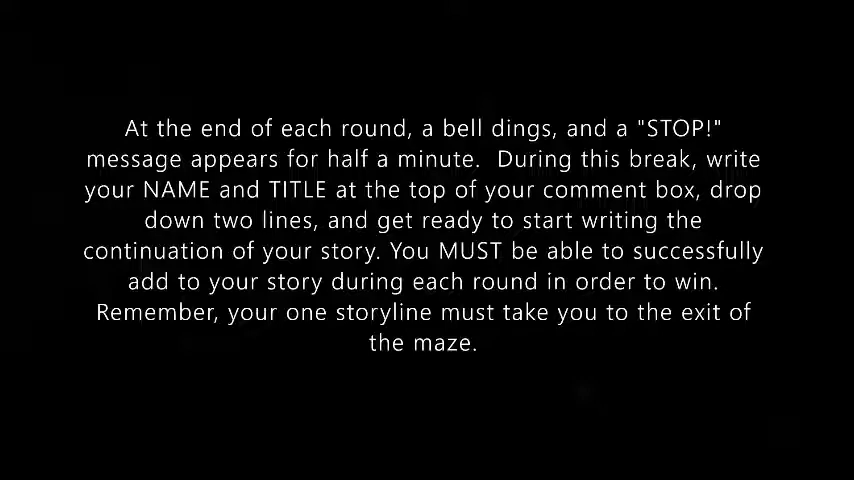 At the end of each round, a bell dings, and a "STOP!"
message appears for half a minute.  During this break, write
your NAME and TITLE at the top of your comment box, drop
down two lines, and get ready to start writing the
continuation of your story. You MUST be able to successfully
add to your story during each round in order to win.
Remember, your one storyline must take you to the exit of
the maze.